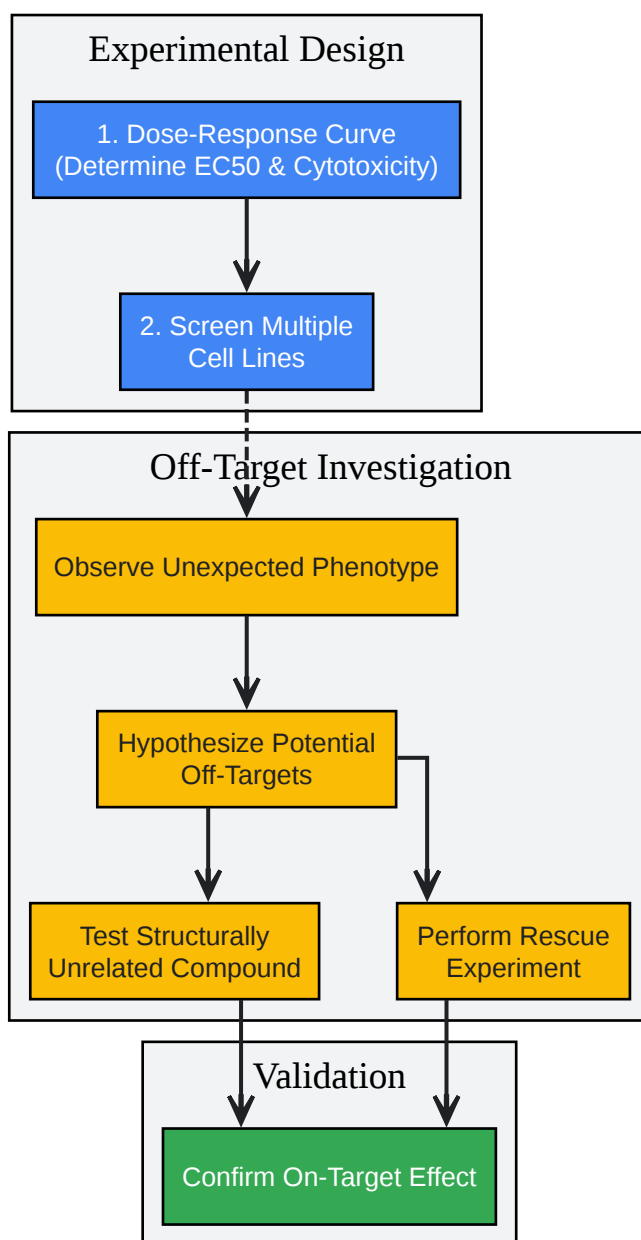 Experimental Design
1. Dose-Response Curve
(Determine EC50 & Cytotoxicity)
2. Screen Multiple
Cell Lines
Off-Target Investigation
Observe Unexpected Phenotype
Hypothesize Potential
Off-Targets
Test Structurally
Unrelated Compound
Perform Rescue
Experiment
Validation
Confirm On-Target Effect